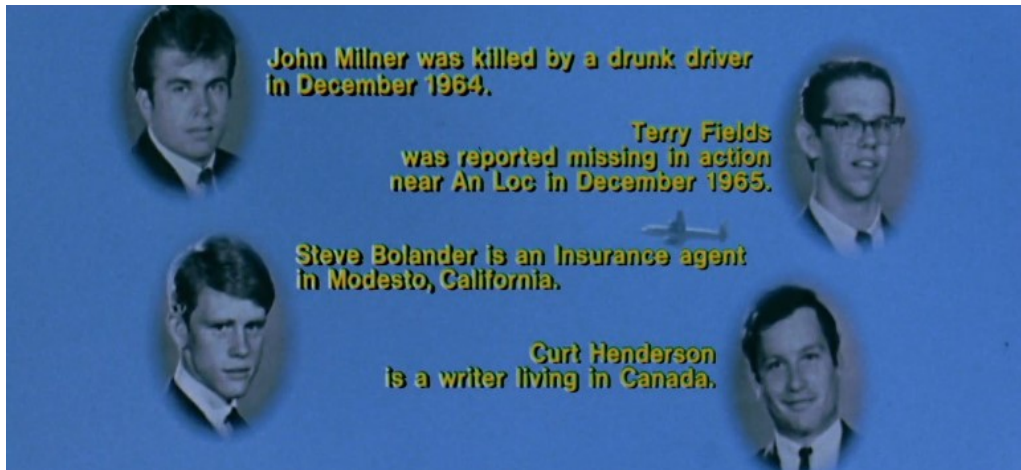 John Milner was killed by a drunk driver
in December 1964.
Terry Fields
was reported missing in action
near An Loc in December 1965.
Steve Bolander is an Insurance agent
in Modesto, California.
Curt Henderson
is a writer living in Canada.